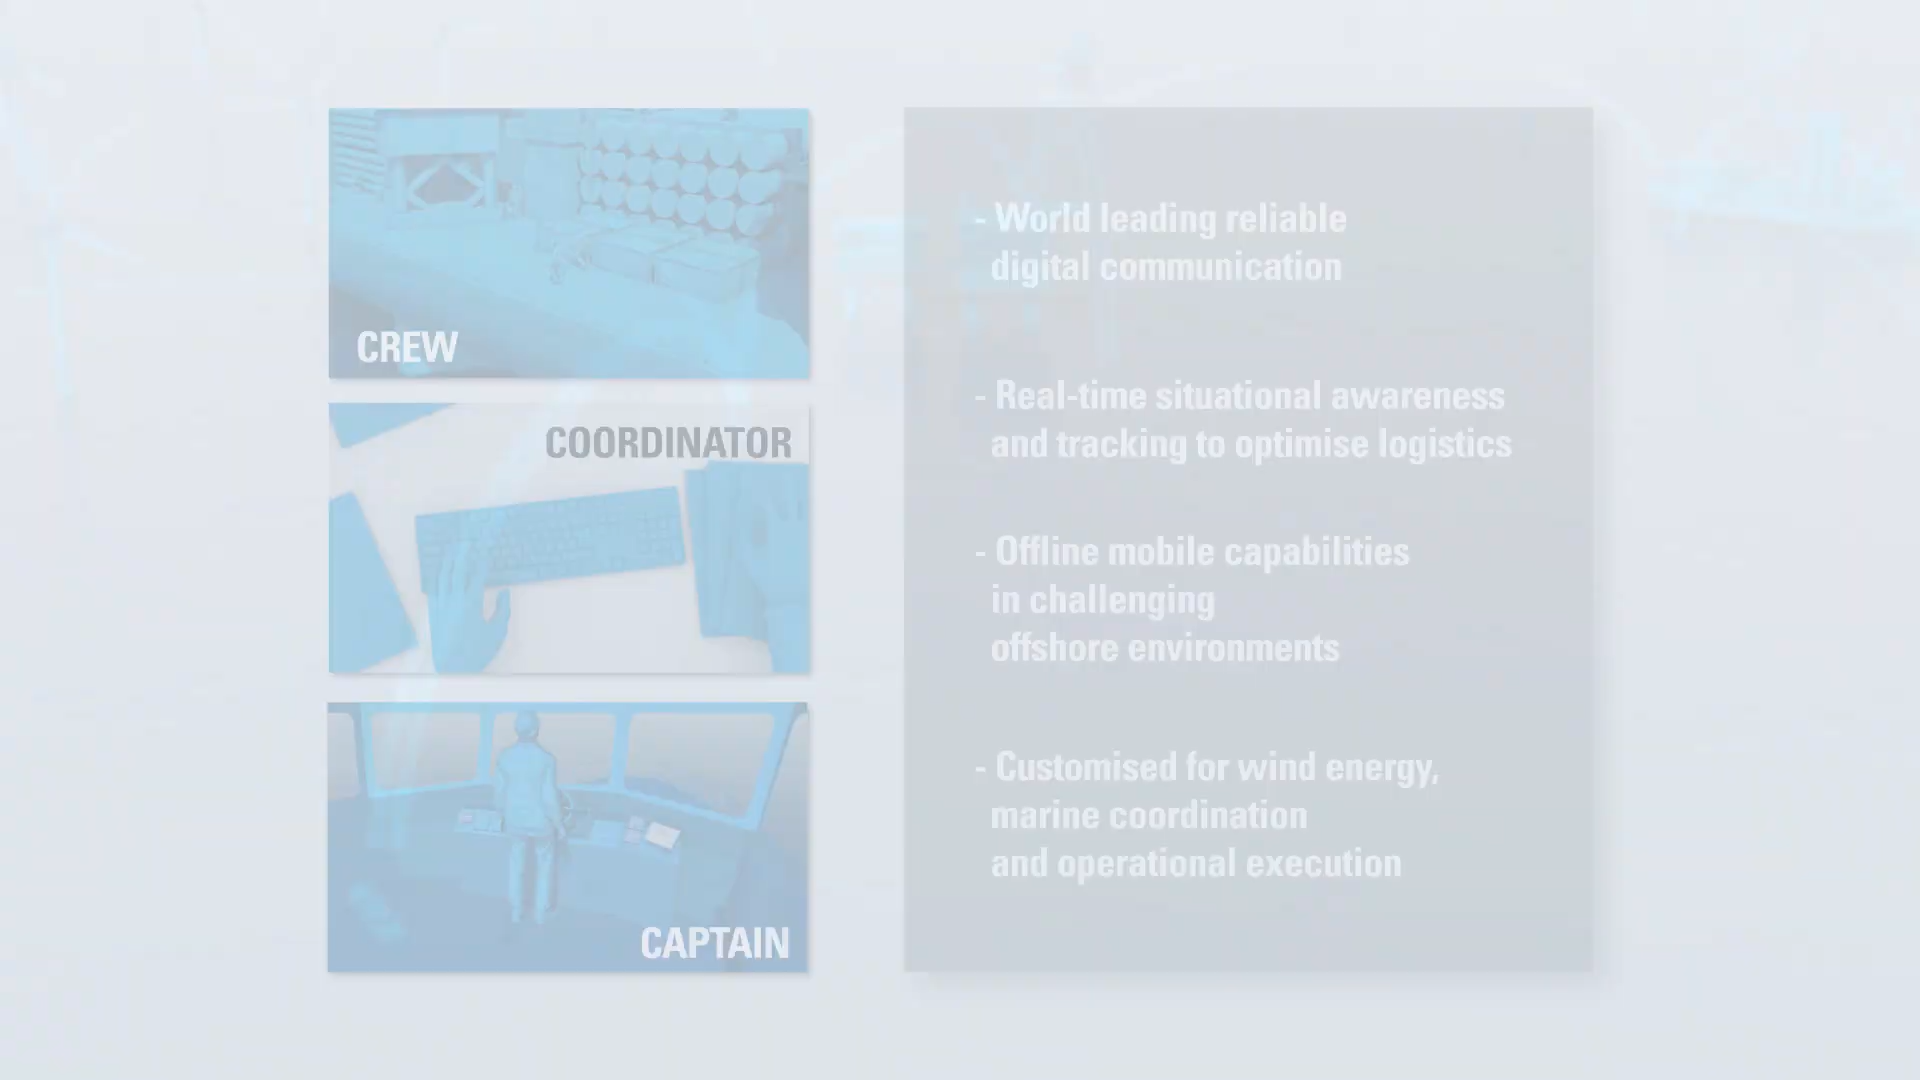 CREW
COORDINATOR
CAPTAIN
- World leading reliable
digital communication
- Real-time situational awareness
and tracking to optimise logistics
- Offline mobile capabilities
in challenging
offshore environments
- Customised for wind energy,
marine coordination
and operational execution